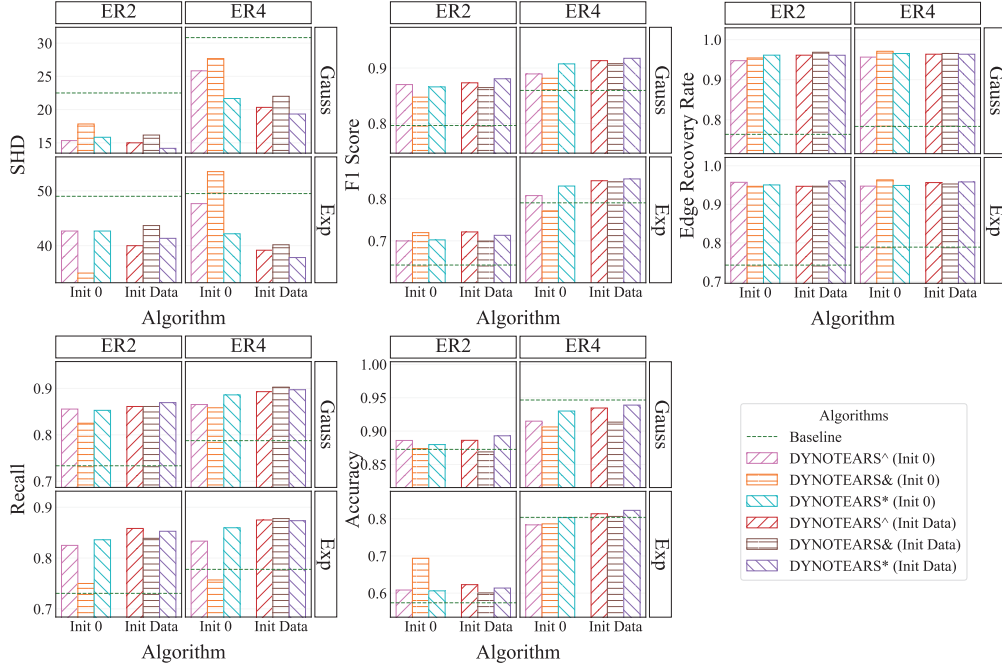 ER2
ER4
30
25
20
15
Gauss
50
40
Exp
SHD
Init 0
Init Data
Init 0
Init Data
Algorithm
ER2
ER4
0.9
0.8
Gauss
0.8
0.7
Exp
F1 Score
Init 0
Init Data
Init 0
Init Data
Algorithm
ER2
ER4
1.0
0.9
0.8
Gauss
1.0
0.9
0.8
0.7
Exp
Edge Recovery Rate
Init 0
Init Data
Init 0
Init Data
Algorithm
ER2
ER4
0.9
0.8
0.7
Gauss
0.9
0.8
0.7
Exp
Recall
Init 0
Init Data
Init 0
Init Data
Algorithm
ER2
ER4
1.00
0.95
0.90
0.85
Gauss
0.8
0.7
0.6
Exp
Accuracy
Init 0
Init Data
Init 0
Init Data
Algorithm
Algorithms
Baseline
DYNOTEARS^ (Init 0)
DYNOTEARS& (Init 0)
DYNOTEARS* (Init 0)
DYNOTEARS^ (Init Data)
DYNOTEARS& (Init Data)
DYNOTEARS* (Init Data)